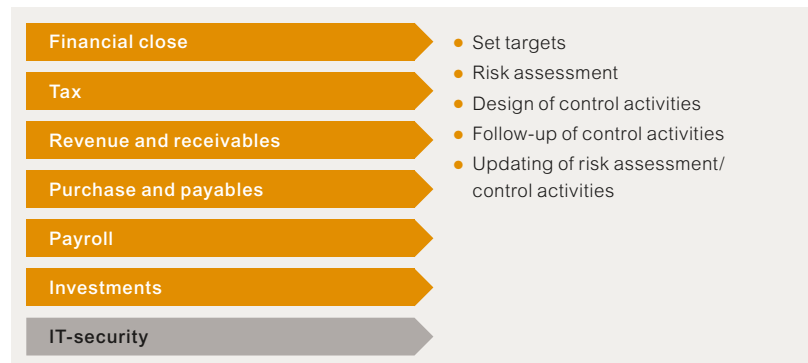 Financial close
Tax
Revenue and receivables
Purchase and payables
Payroll
Investments
IT-security
● Set targets
● Risk assessment
● Design of control activities
● Follow-up of control activities
● Updating of risk assessment/
control activities